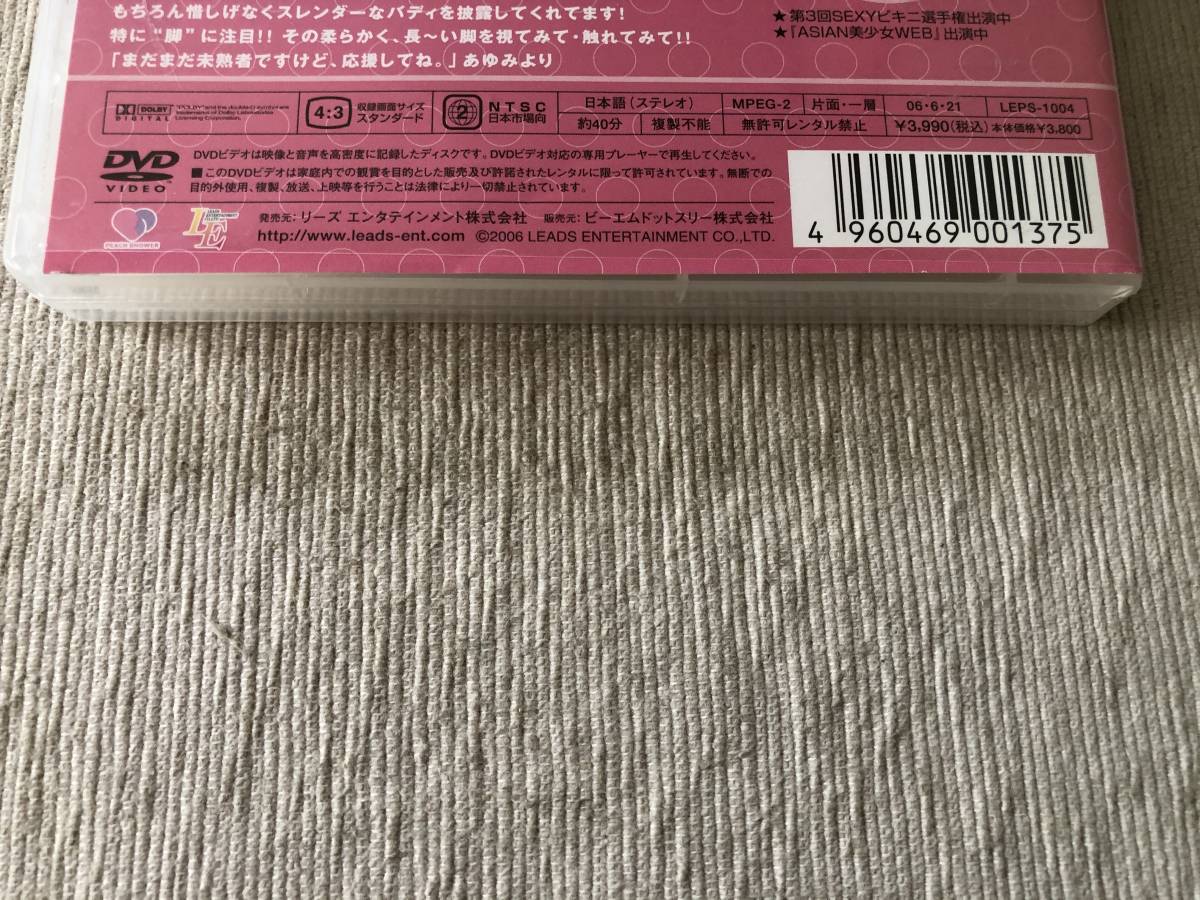 もちろん惜しげなくスレンダーなバディを披露してくれてます!
特に"脚"に注目!! その柔らかく、長〜い脚を視てみて・触れてみて!!
「まだまだ未熟者ですけど、応援してね。」あゆみより
★第3回SEXYビキニ選手権出演中
★『ASIAN美少女WEB』出演中
DOLBY DIGITAL
4:3 収録画面サイズ スタンダード
2 NTSC 日本市場向
日本語(ステレオ) MPEG-2 片面・一層 06・6・21 LEPS-1004
約40分 複製不能 無許可レンタル禁止 ¥3,990(税込) 本体価格¥3,800
DVD VIDEO
DVDビデオは映像と音声を高密度に記録したディスクです。DVDビデオ対応の専用プレーヤーで再生してください。
■このDVDビデオは家庭内での観賞を目的とした販売及び許諾されたレンタルに限って許可されています。無断での
目的外使用、複製、放送、上映等を行うことは法律により一切禁止されています。
PEACH SHOWER
LE
発売元:リーズ エンタテインメント株式会社 販売元:ビーエムドットスリー株式会社
http://www.leads-ent.com ©2006 LEADS ENTERTAINMENT CO.,LTD.
4 960469 001375